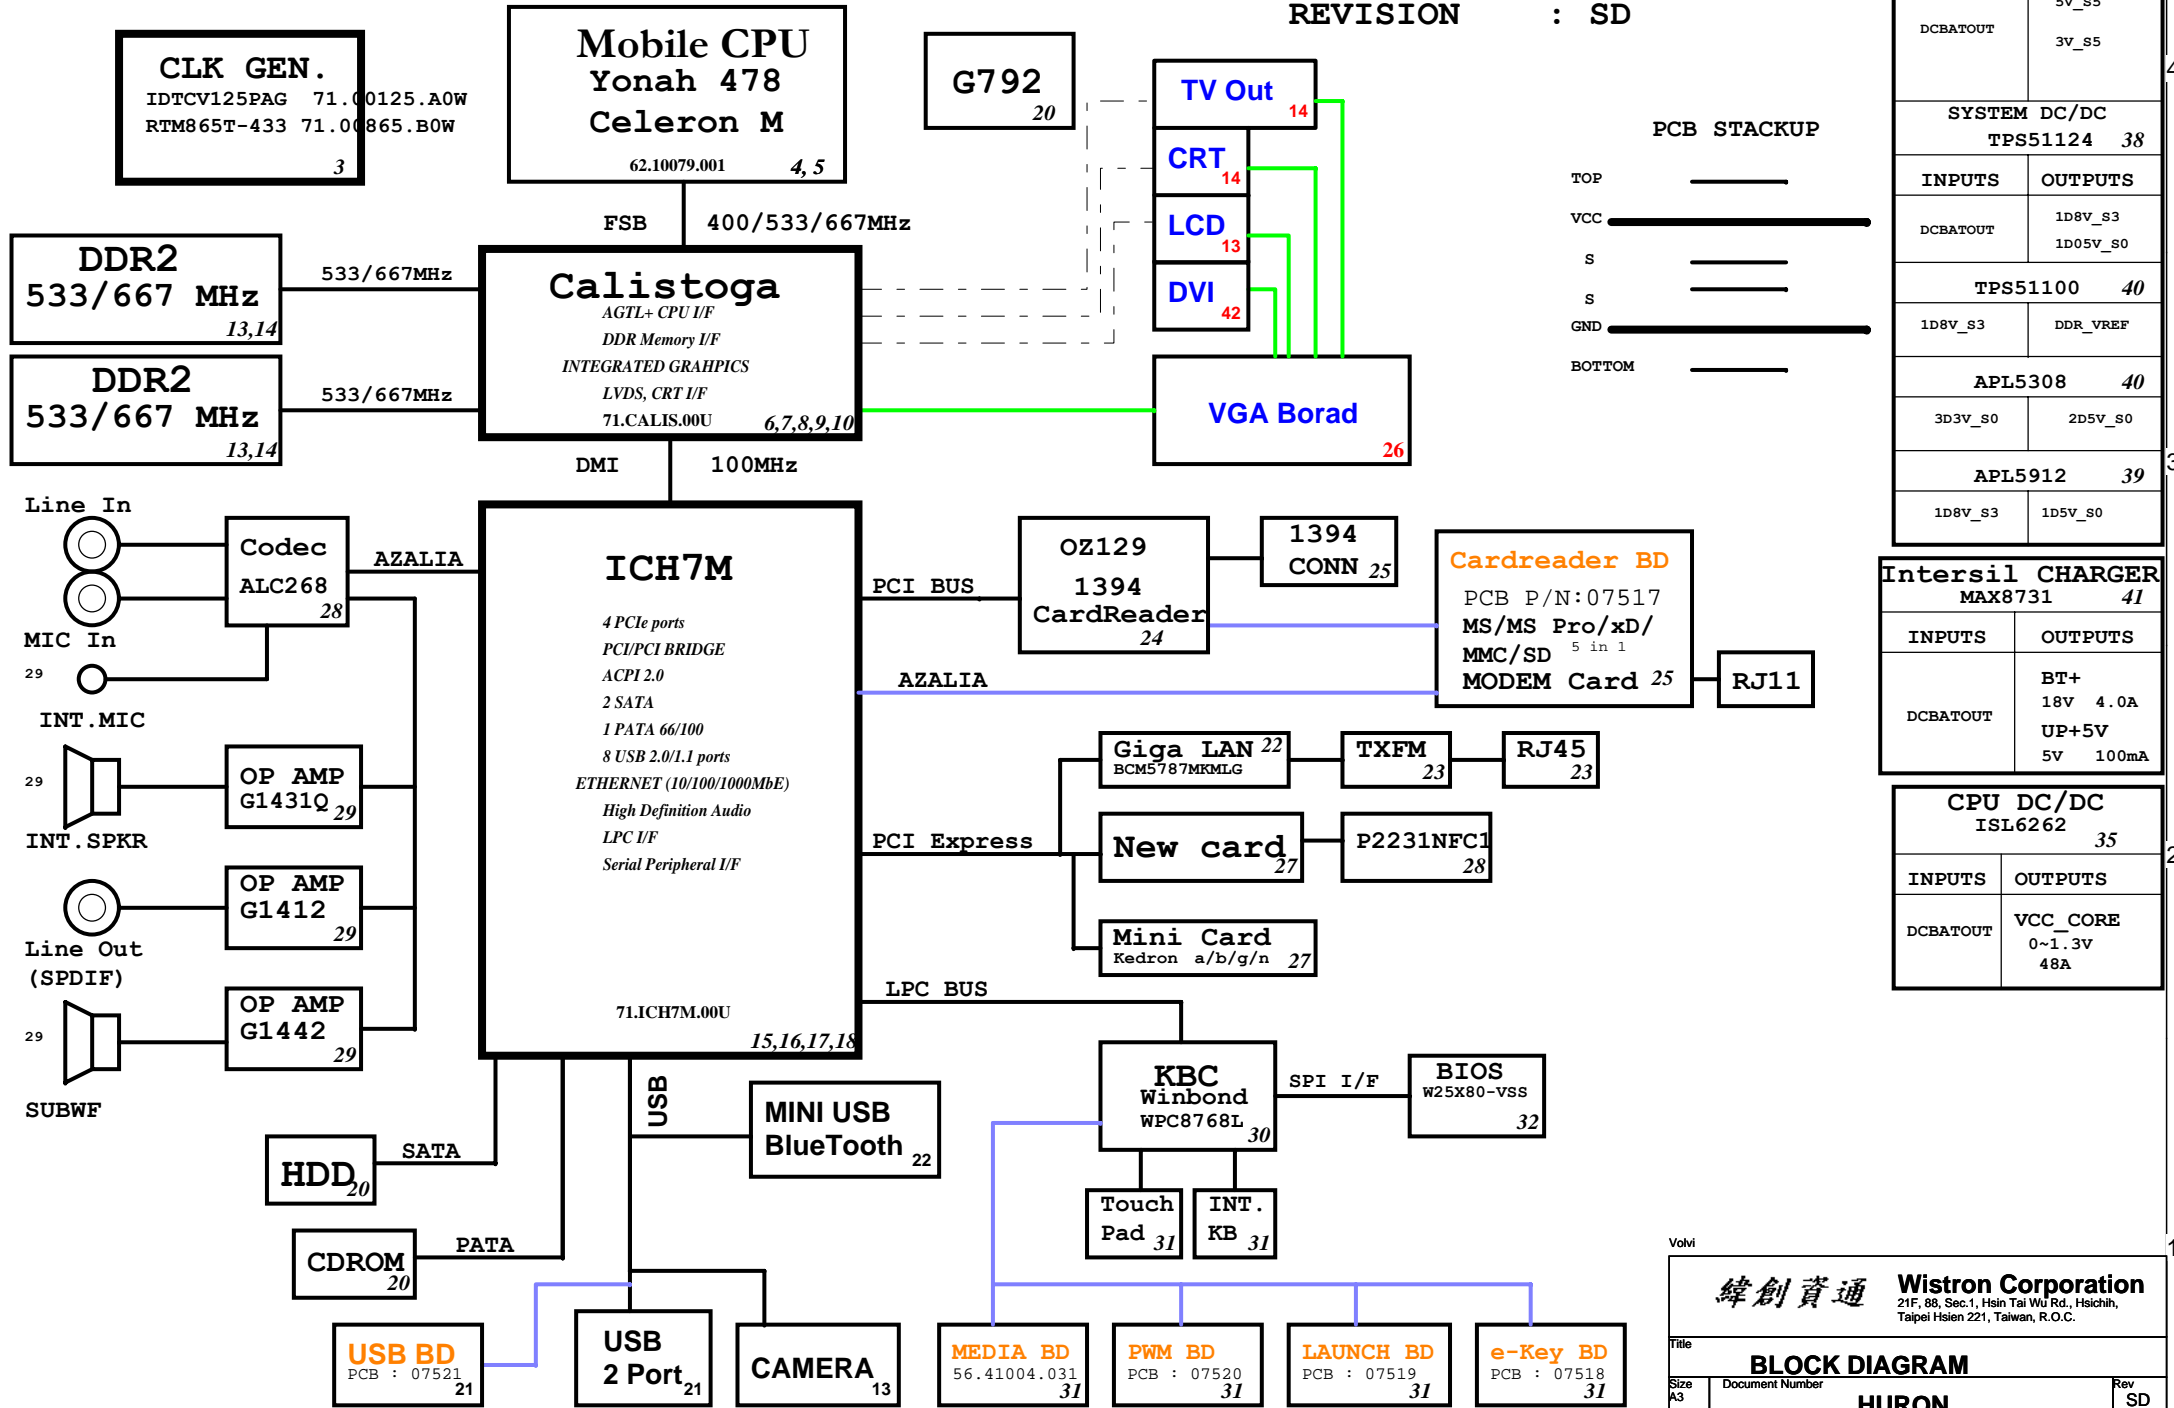 REVISION : SD
CLK GEN.
IDTCV125PAG 71.00125.A0W
RTM865T-433 71.00865.B0W
3
Mobile CPU
Yonah 478
Celeron M
62.10079.001 4, 5
G792
20
TV Out
14
CRT
14
LCD
13
DVI
42
VGA Borad
26
PCB STACKUP
TOP
VCC
S
S
GND
BOTTOM
FSB 400/533/667MHz
DDR2
533/667 MHz
13,14
533/667MHz
DDR2
533/667 MHz
13,14
533/667MHz
Calistoga
AGTL+ CPU I/F
DDR Memory I/F
INTEGRATED GRAHPICS
LVDS, CRT I/F
71.CALIS.00U 6,7,8,9,10
DMI 100MHz
ICH7M
4 PCIe ports
PCI/PCI BRIDGE
ACPI 2.0
2 SATA
1 PATA 66/100
8 USB 2.0/1.1 ports
ETHERNET (10/100/1000MbE)
High Definition Audio
LPC I/F
Serial Peripheral I/F
71.ICH7M.00U
15,16,17,18
Line In
Codec
ALC268
28
AZALIA
MIC In
29
INT.MIC
29
INT.SPKR
OP AMP
G1431Q 29
OP AMP
G1412
29
Line Out
(SPDIF)
OP AMP
G1442
29
29
SUBWF
PCI BUS
OZ129
1394
CardReader
24
1394
CONN 25
Cardreader BD
PCB P/N:07517
MS/MS Pro/xD/
MMC/SD 5 in 1
MODEM Card 25
RJ11
AZALIA
PCI Express
Giga LAN 22
BCM5787MKMLG
TXFM
23
RJ45
23
New card
27
P2231NFC1
28
Mini Card
Kedron a/b/g/n 27
LPC BUS
KBC
Winbond
WPC8768L
30
SPI I/F
BIOS
W25X80-VSS
32
Touch
Pad 31
INT.
KB 31
USB
MINI USB
BlueTooth 22
HDD
20
SATA
CDROM
20
PATA
USB BD
PCB : 07521
21
USB
2 Port 21
CAMERA
13
MEDIA BD
56.41004.031
31
PWM BD
PCB : 07520
31
LAUNCH BD
PCB : 07519
31
e-Key BD
PCB : 07518
31
DCBATOUT
5V_S5
3V_S5
SYSTEM DC/DC
TPS51124 38
INPUTS OUTPUTS
DCBATOUT
1D8V_S3
1D05V_S0
TPS51100 40
1D8V_S3 DDR_VREF
APL5308 40
3D3V_S0 2D5V_S0
APL5912 39
1D8V_S3 1D5V_S0
Intersil CHARGER
MAX8731 41
INPUTS OUTPUTS
DCBATOUT
BT+
18V 4.0A
UP+5V
5V 100mA
CPU DC/DC
ISL6262
35
INPUTS OUTPUTS
DCBATOUT
VCC_CORE
0~1.3V
48A
4
3
2
1
Volvi
緯創資通 Wistron Corporation
21F, 88, Sec.1, Hsin Tai Wu Rd., Hsichih,
Taipei Hsien 221, Taiwan, R.O.C.
Title
BLOCK DIAGRAM
Size
A3
Document Number
HURON
Rev
SD